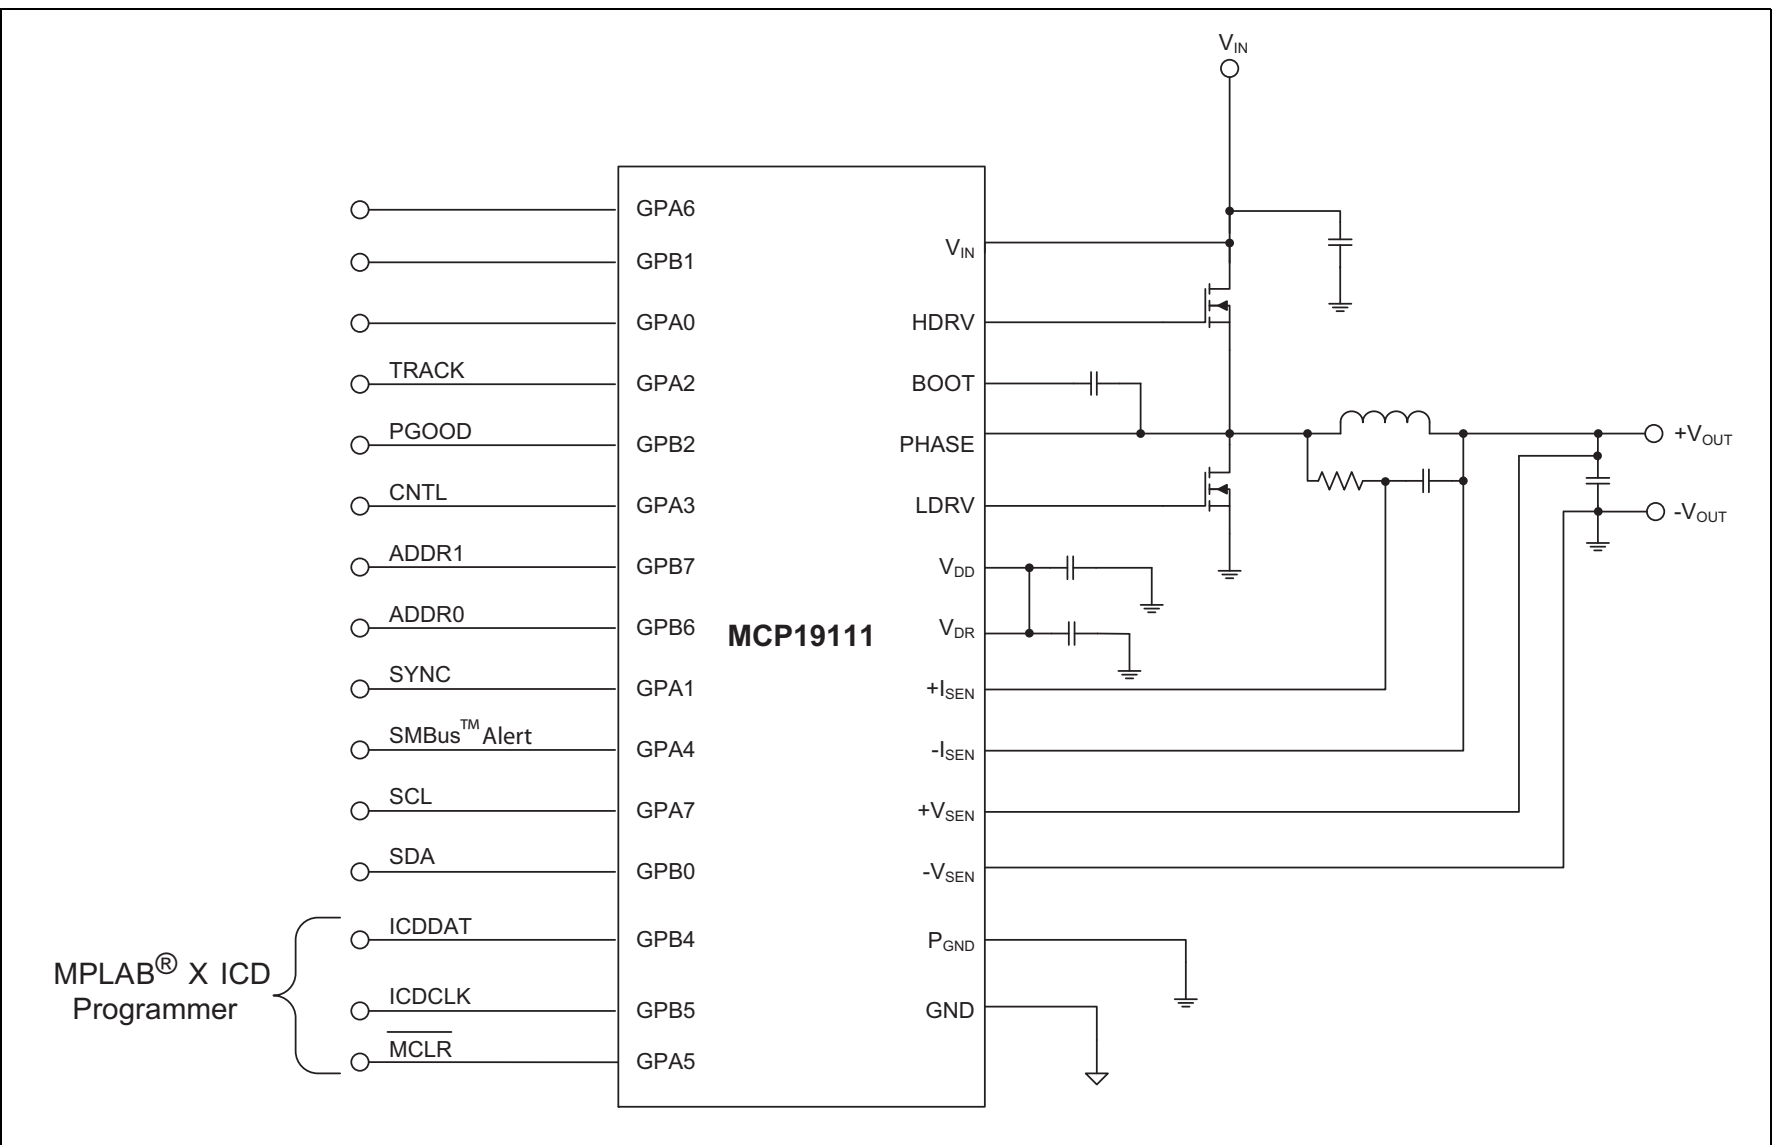 VIN
GPA6
GPB1
GPA0
TRACK GPA2
PGOOD GPB2
CNTL GPA3
ADDR1 GPB7
ADDR0 GPB6
SYNC GPA1
SMBus™ Alert GPA4
SCL GPA7
SDA GPB0
ICDDAT GPB4
ICDCLK GPB5
MCLR GPA5
MPLAB® X ICD
Programmer
MCP19111
VIN
HDRV
BOOT
PHASE
LDRV
VDD
VDR
+ISEN
-ISEN
+VSEN
-VSEN
PGND
GND
+VOUT
-VOUT